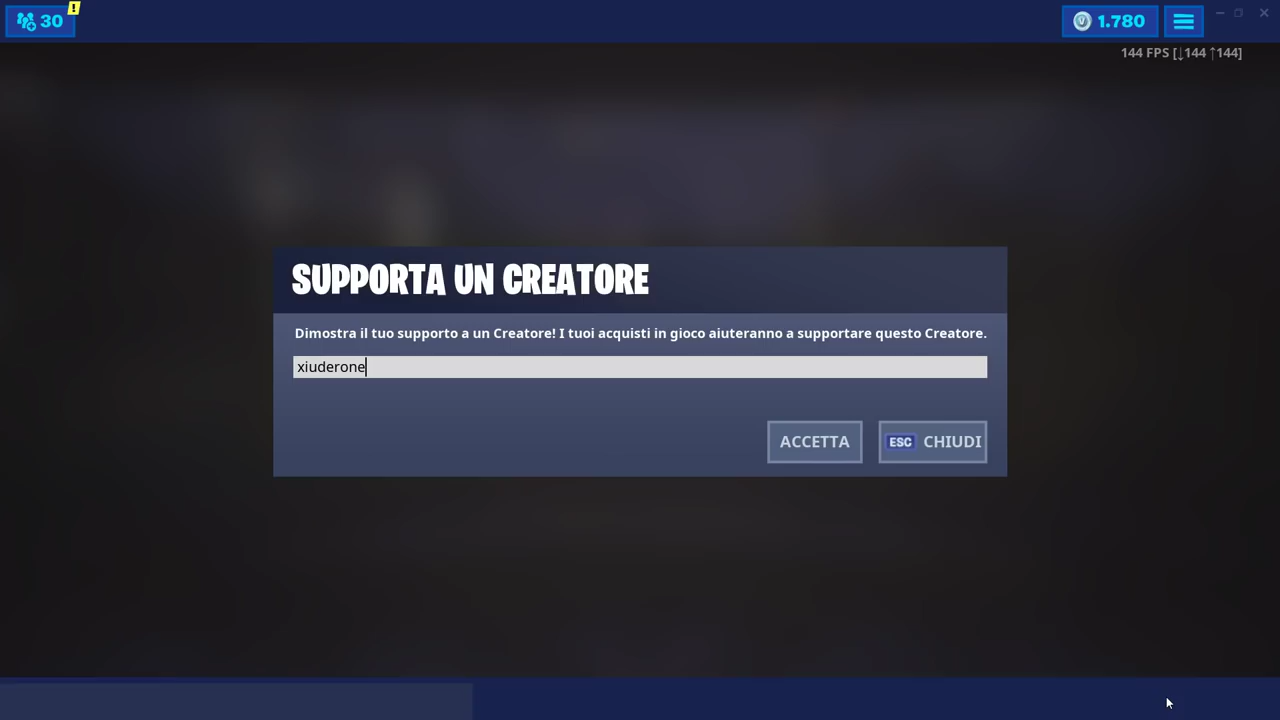 ! 30
1.780
144 FPS [↓144 ↑144]
SUPPORTA UN CREATORE
Dimostra il tuo supporto a un Creatore! I tuoi acquisti in gioco aiuteranno a supportare questo Creatore.
xiuderone
ACCETTA
ESC CHIUDI